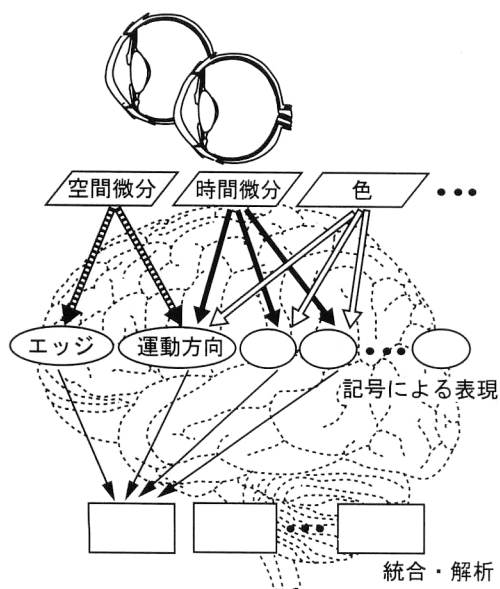 空間微分
時間微分
色
•••
エッジ
運動方向
•••
記号による表現
•••
統合・解析